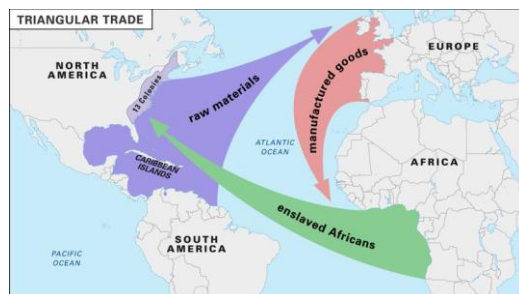 TRIANGULAR TRADE
NORTH
AMERICA
EUROPE
13 Colonies
raw materials
manufactured goods
ATLANTIC
OCEAN
AFRICA
CARIBBEAN
ISLANDS
enslaved Africans
PACIFIC
OCEAN
SOUTH
AMERICA